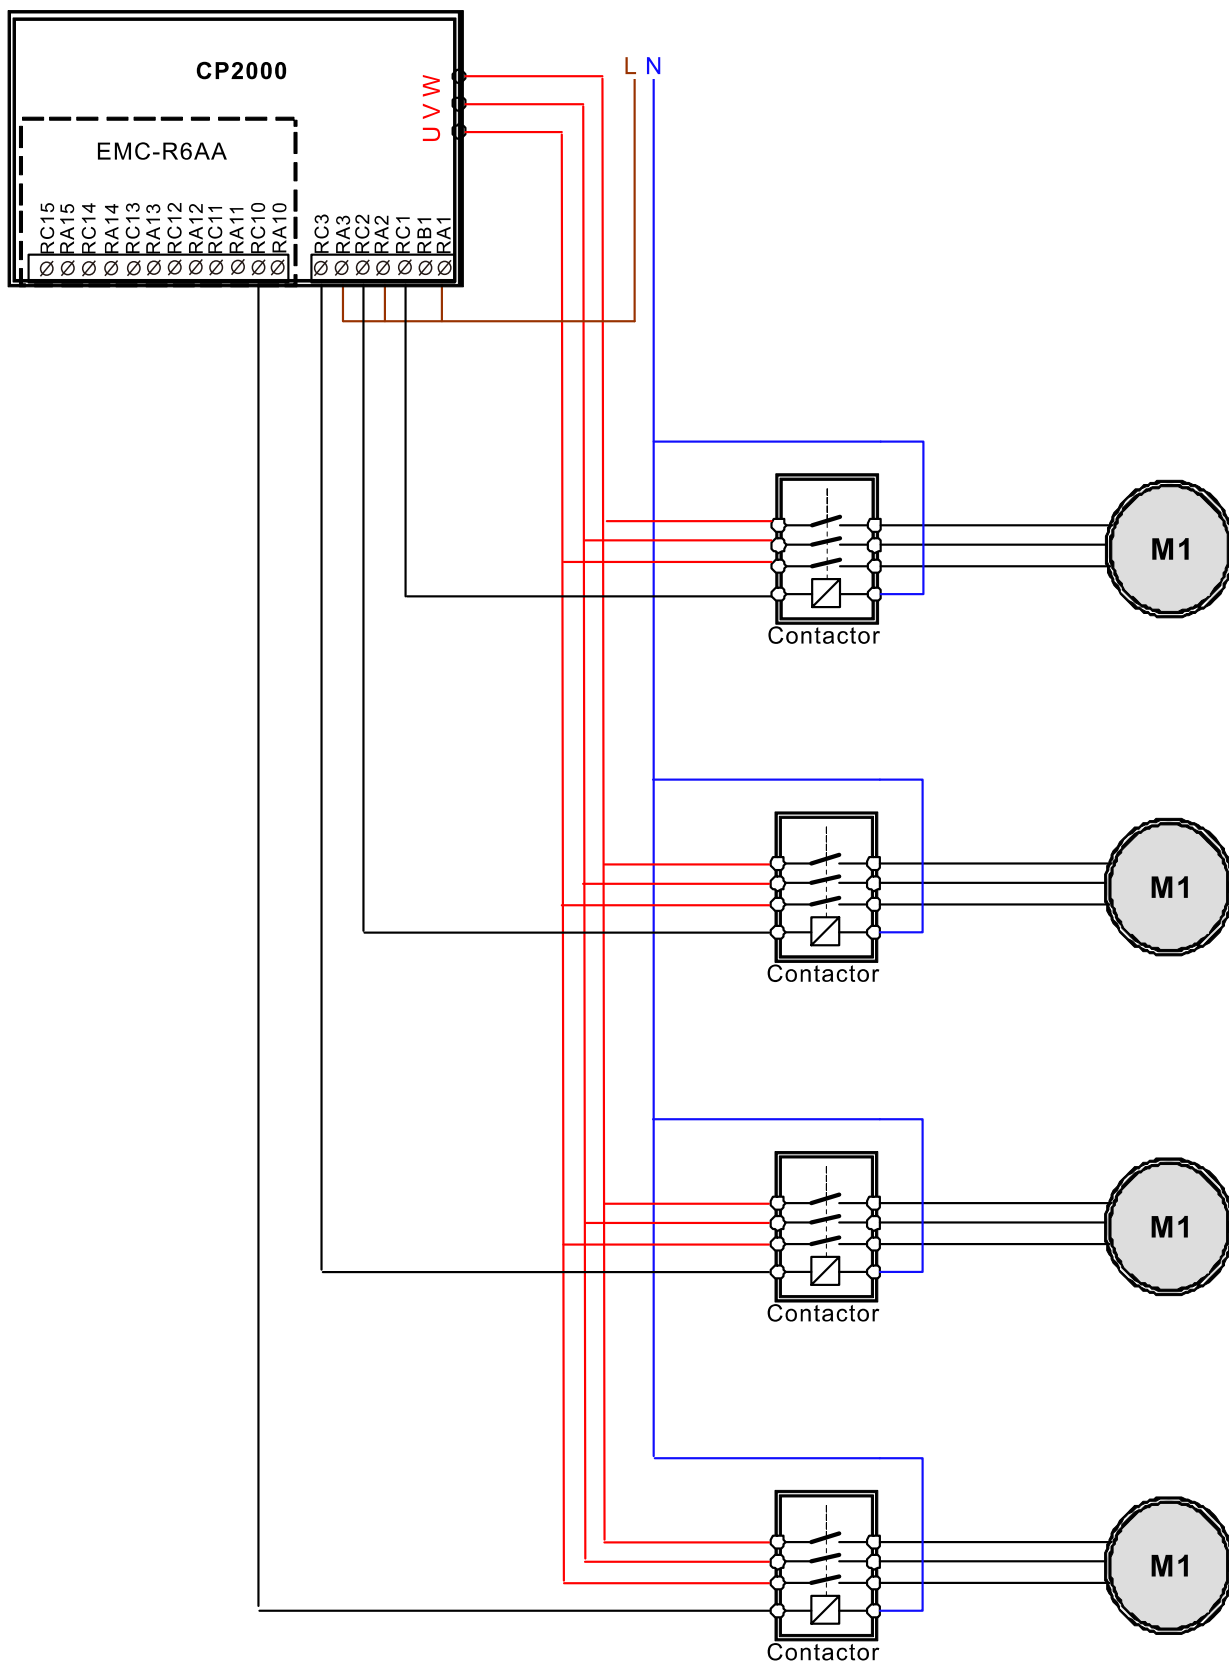 CP2000
U V W
L N
EMC-R6AA
RC15
RA15
RC14
RA14
RC13
RA13
RC12
RA12
RC11
RA11
RC10
RA10
RC3
RA3
RC2
RA2
RC1
RB1
RA1
M1
Contactor
M1
Contactor
M1
Contactor
M1
Contactor